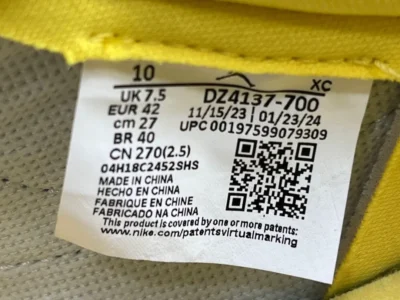 10 XC
UK 7.5 DZ4137-700
EUR 42 11/15/23 | 01/23/24
cm 27 UPC 00197599079309
BR 40
CN 270(2.5)
04H18C2452SHS
MADE IN CHINA
HECHO EN CHINA
FABRIQUÉ EN CHINE
FABRICADO NA CHINA
This product is covered by one or more patents:
www.nike.com/patentsvirtualmarking